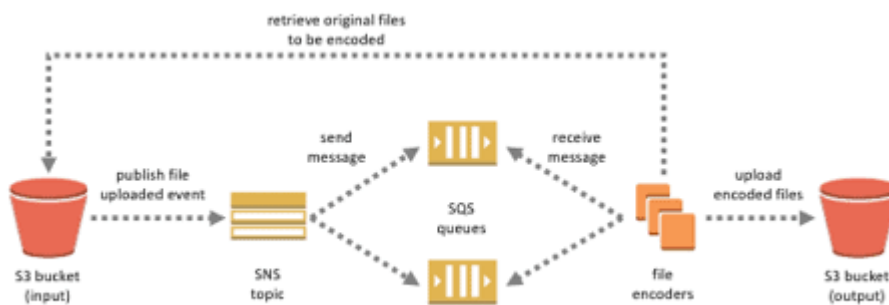 retrieve original files
to be encoded
send
message
receive
message
publish file
uploaded event
upload
encoded files
SQS
queues
S3 bucket
(input)
SNS
topic
file
encoders
S3 bucket
(output)